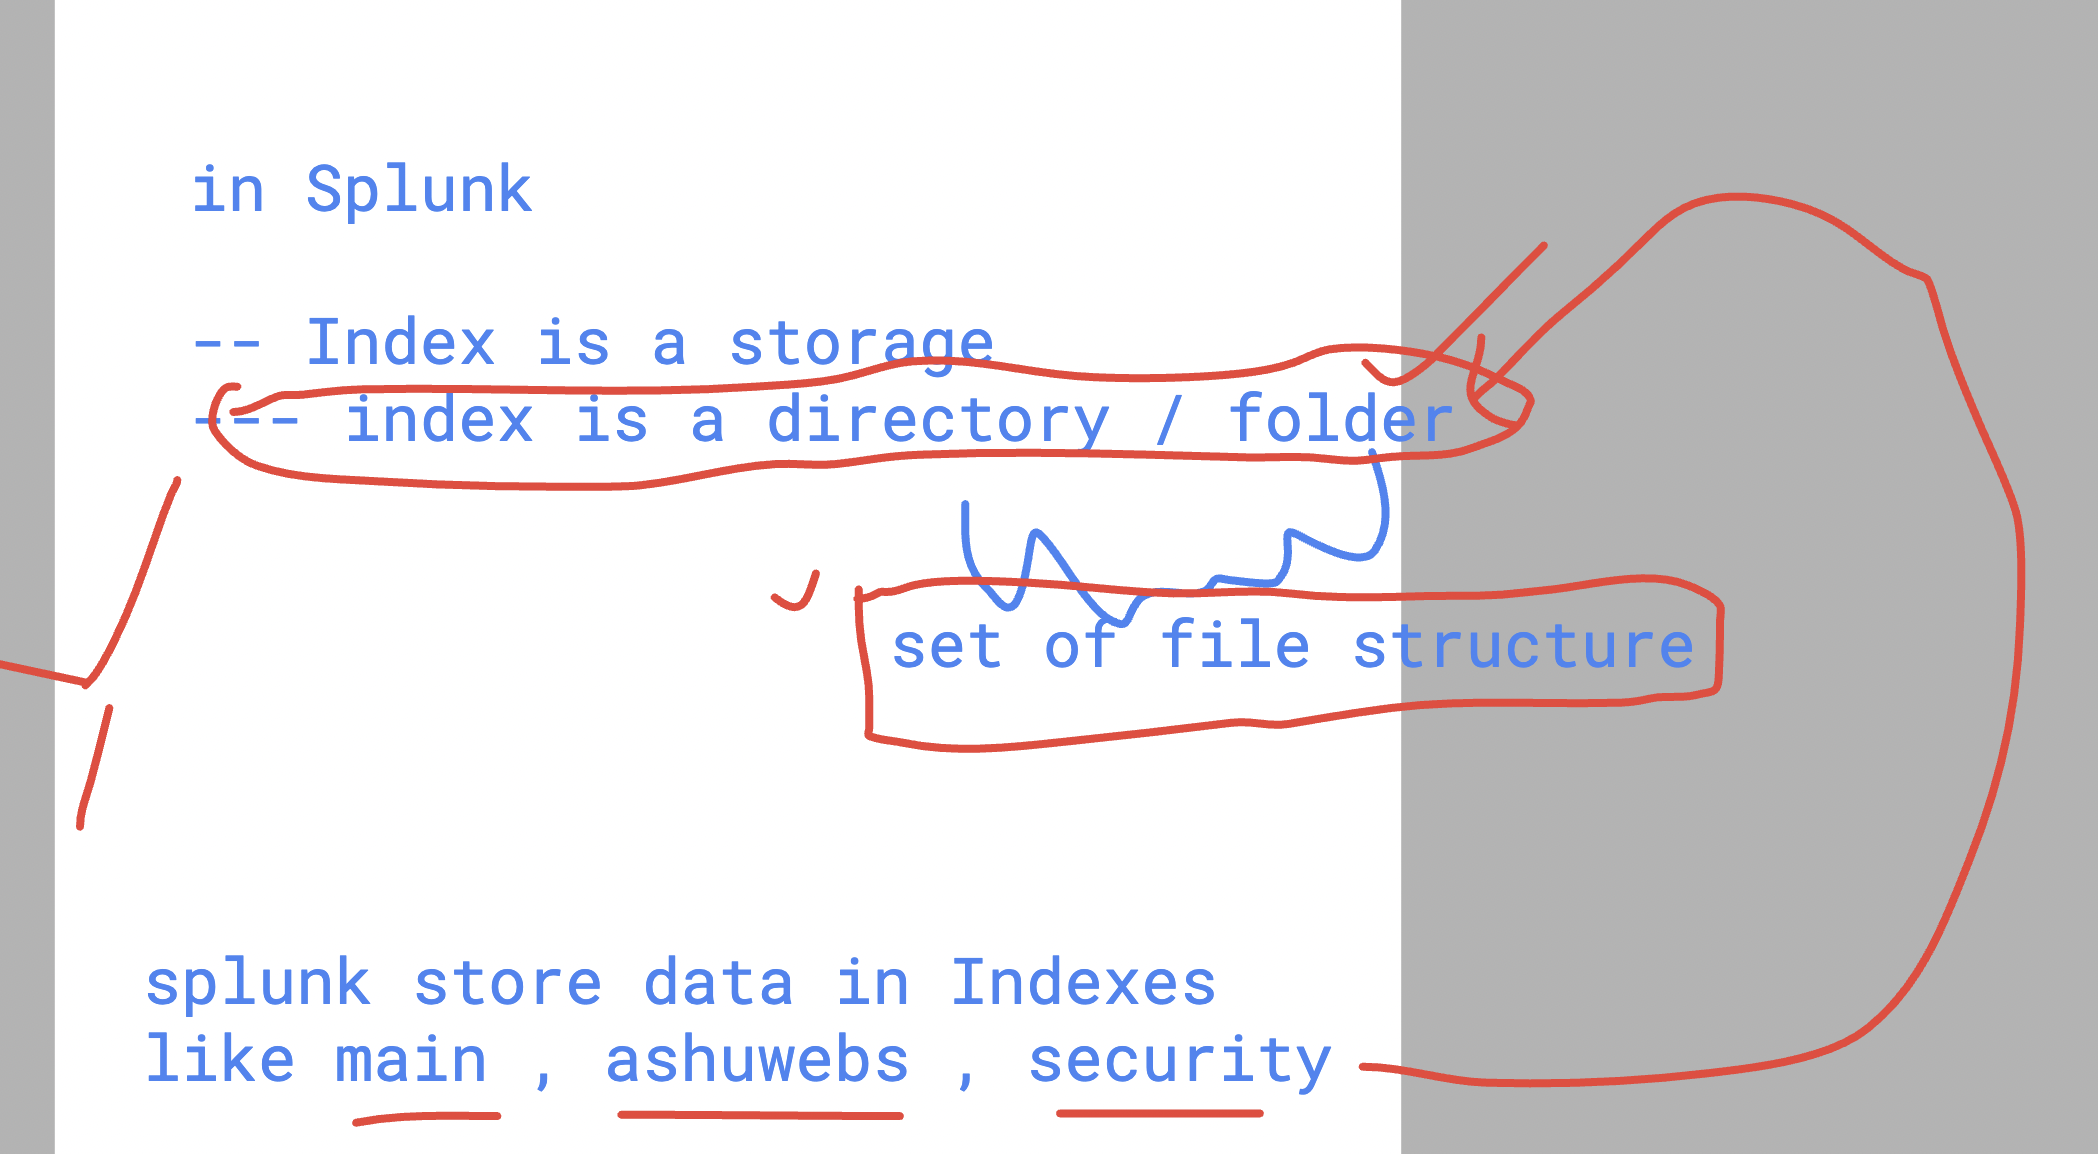 in Splunk
-- Index is a storage
--- index is a directory / folder
set of file structure
splunk store data in Indexes
like main , ashuwebs , security